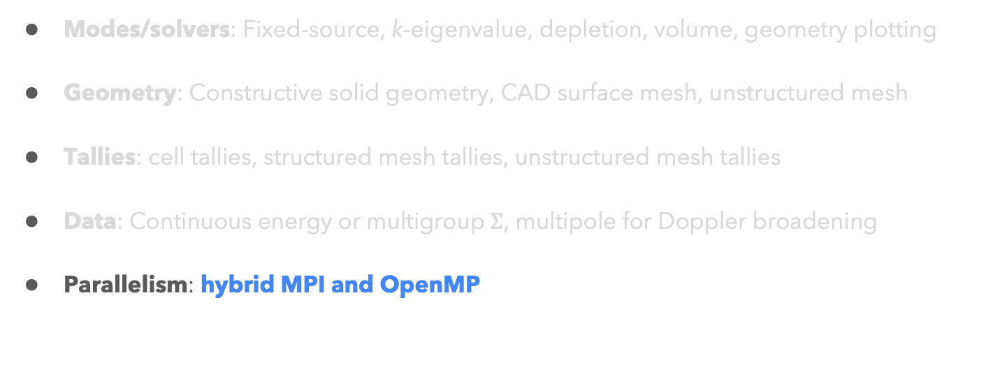 • Modes/solvers: Fixed-source, k-eigenvalue, depletion, volume, geometry plotting
• Geometry: Constructive solid geometry, CAD surface mesh, unstructured mesh
• Tallies: cell tallies, structured mesh tallies, unstructured mesh tallies
• Data: Continuous energy or multigroup Σ, multipole for Doppler broadening
• Parallelism: hybrid MPI and OpenMP